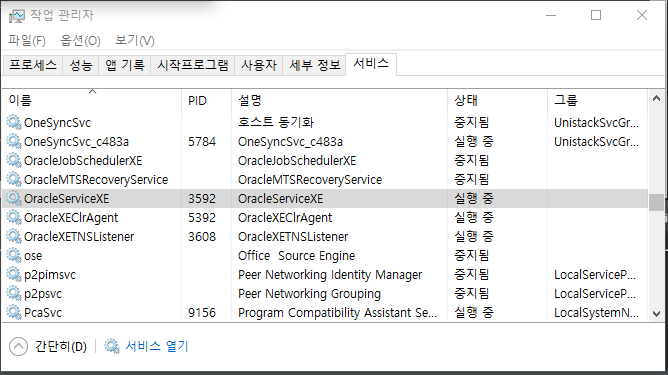 작업 관리자
파일(F) 옵션(O) 보기(V)
프로세스 성능 앱 기록 시작프로그램 사용자 세부 정보 서비스
이름 PID 설명 상태 그룹
OneSyncSvc 호스트 동기화 중지됨 UnistackSvcGr...
OneSyncSvc_c483a 5784 OneSyncSvc_c483a 실행 중 UnistackSvcGr...
OracleJobSchedulerXE OracleJobSchedulerXE 중지됨
OracleMTSRecoveryService OracleMTSRecoveryService 중지됨
OracleServiceXE 3592 OracleServiceXE 실행 중
OracleXEClrAgent 5392 OracleXEClrAgent 실행 중
OracleXETNSListener 3608 OracleXETNSListener 실행 중
ose Office  Source Engine 중지됨
p2pimsvc Peer Networking Identity Manager 중지됨 LocalServiceP...
p2psvc Peer Networking Grouping 중지됨 LocalServiceP...
PcaSvc 9156 Program Compatibility Assistant Se... 실행 중 LocalSystemN...
간단히(D) 서비스 열기